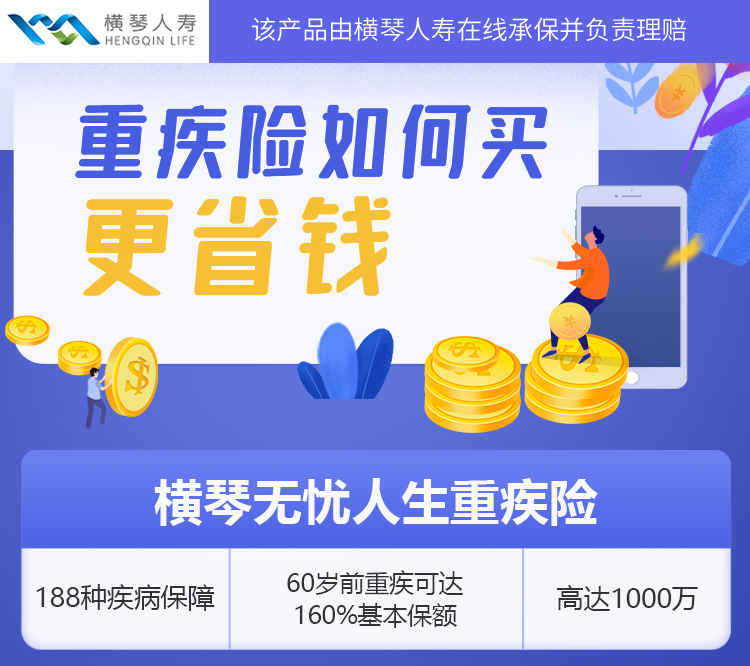 横琴人寿
HENGQIN LIFE
该产品由横琴人寿在线承保并负责理赔
重疾险如何买
更省钱
横琴无忧人生重疾险
188种疾病保障
60岁前重疾可达
160%基本保额
高达1000万